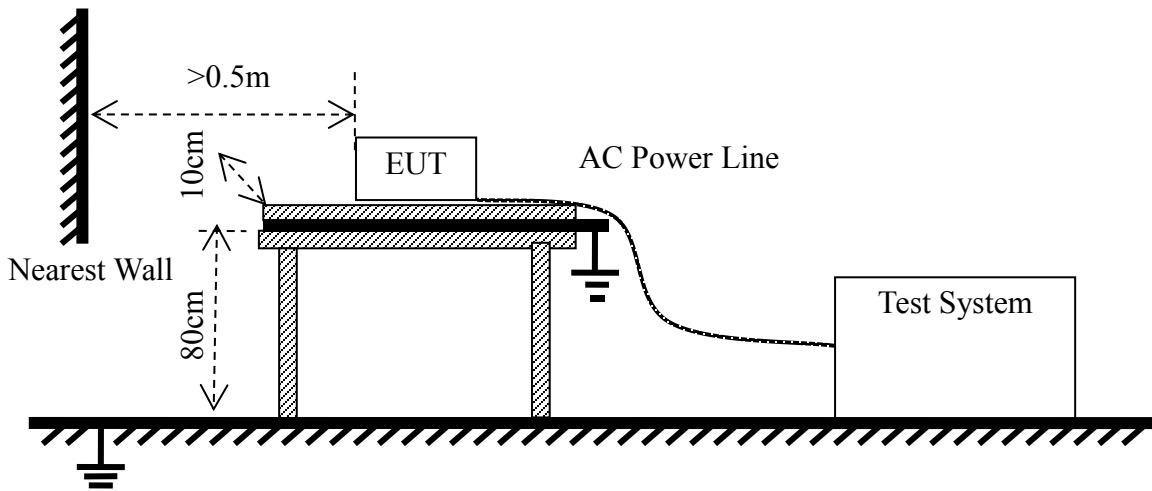 >0.5m
10cm
EUT
AC Power Line
Nearest Wall
80cm
Test System